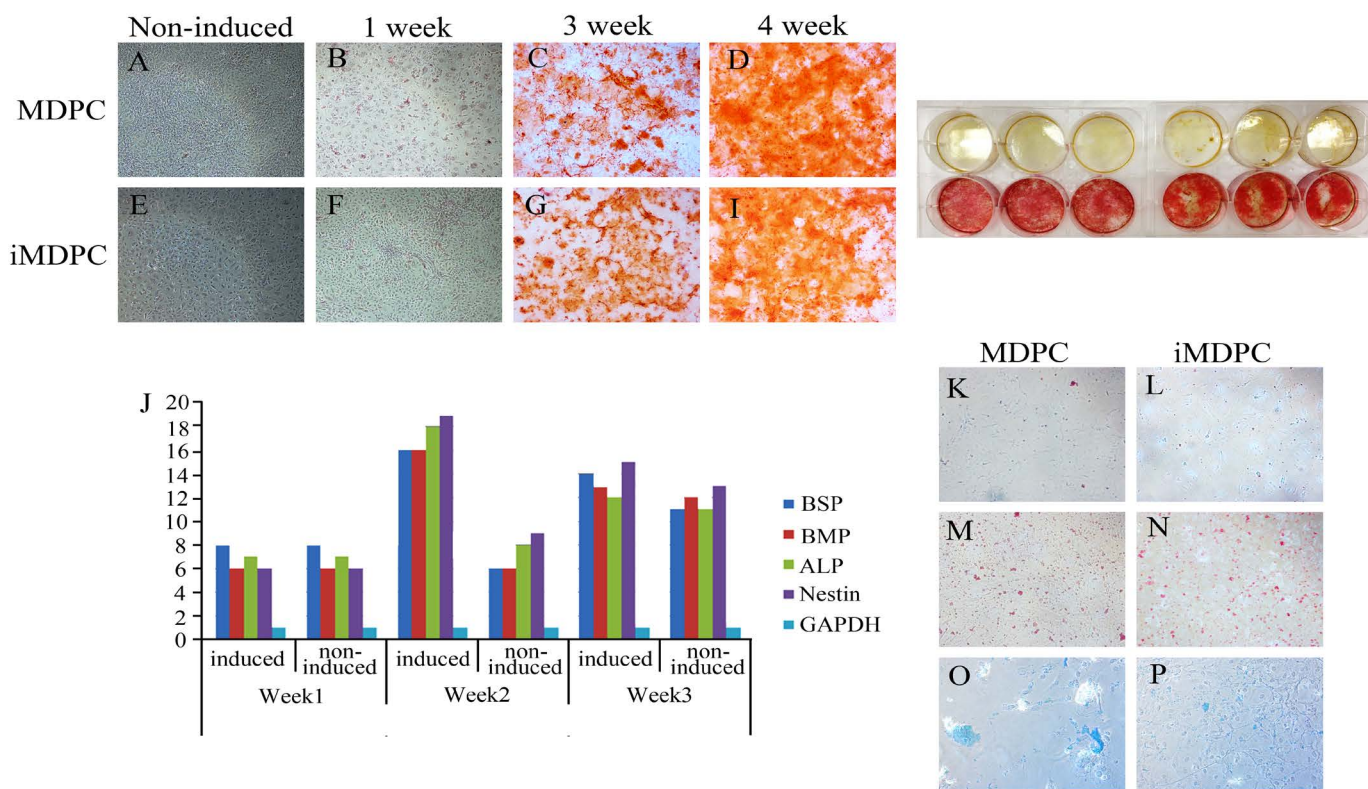 Non-induced 1 week 3 week 4 week
MDPC
A B C D
iMDPC
E F G I
J
20
18
16
14
12
10
8
6
4
2
0
induced non-induced induced non-induced induced non-induced
Week1 Week2 Week3
BSP
BMP
ALP
Nestin
GAPDH
MDPC iMDPC
K L
M N
O P